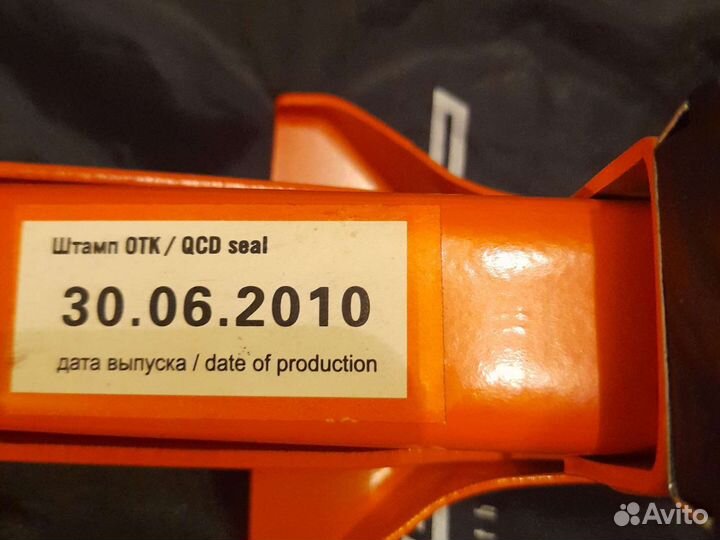 Штамп ОТК / QCD seal
30.06.2010
дата выпуска / date of production
Avito